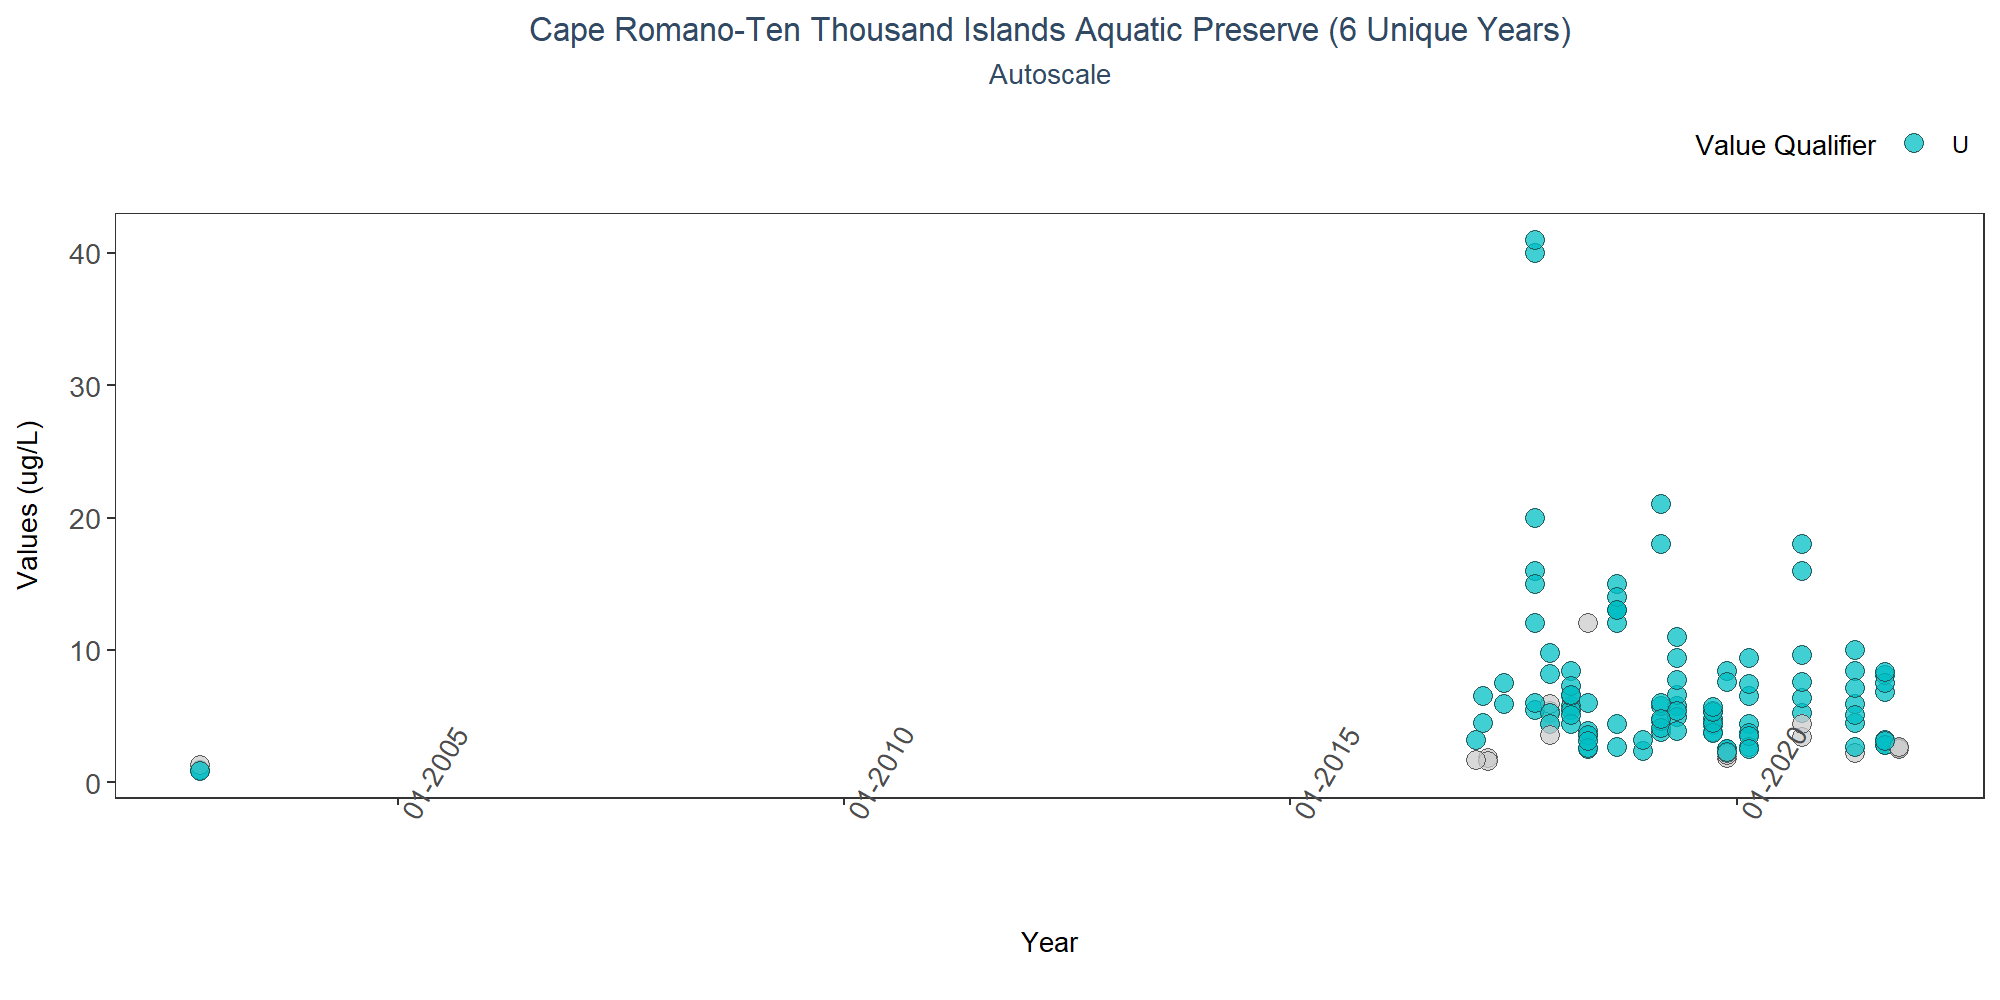 Cape Romano-Ten Thousand Islands Aquatic Preserve (6 Unique Years)
Autoscale
Value Qualifier U
Values (ug/L)
40
30
20
10
0
01-2005
01-2010
01-2015
01-2020
Year